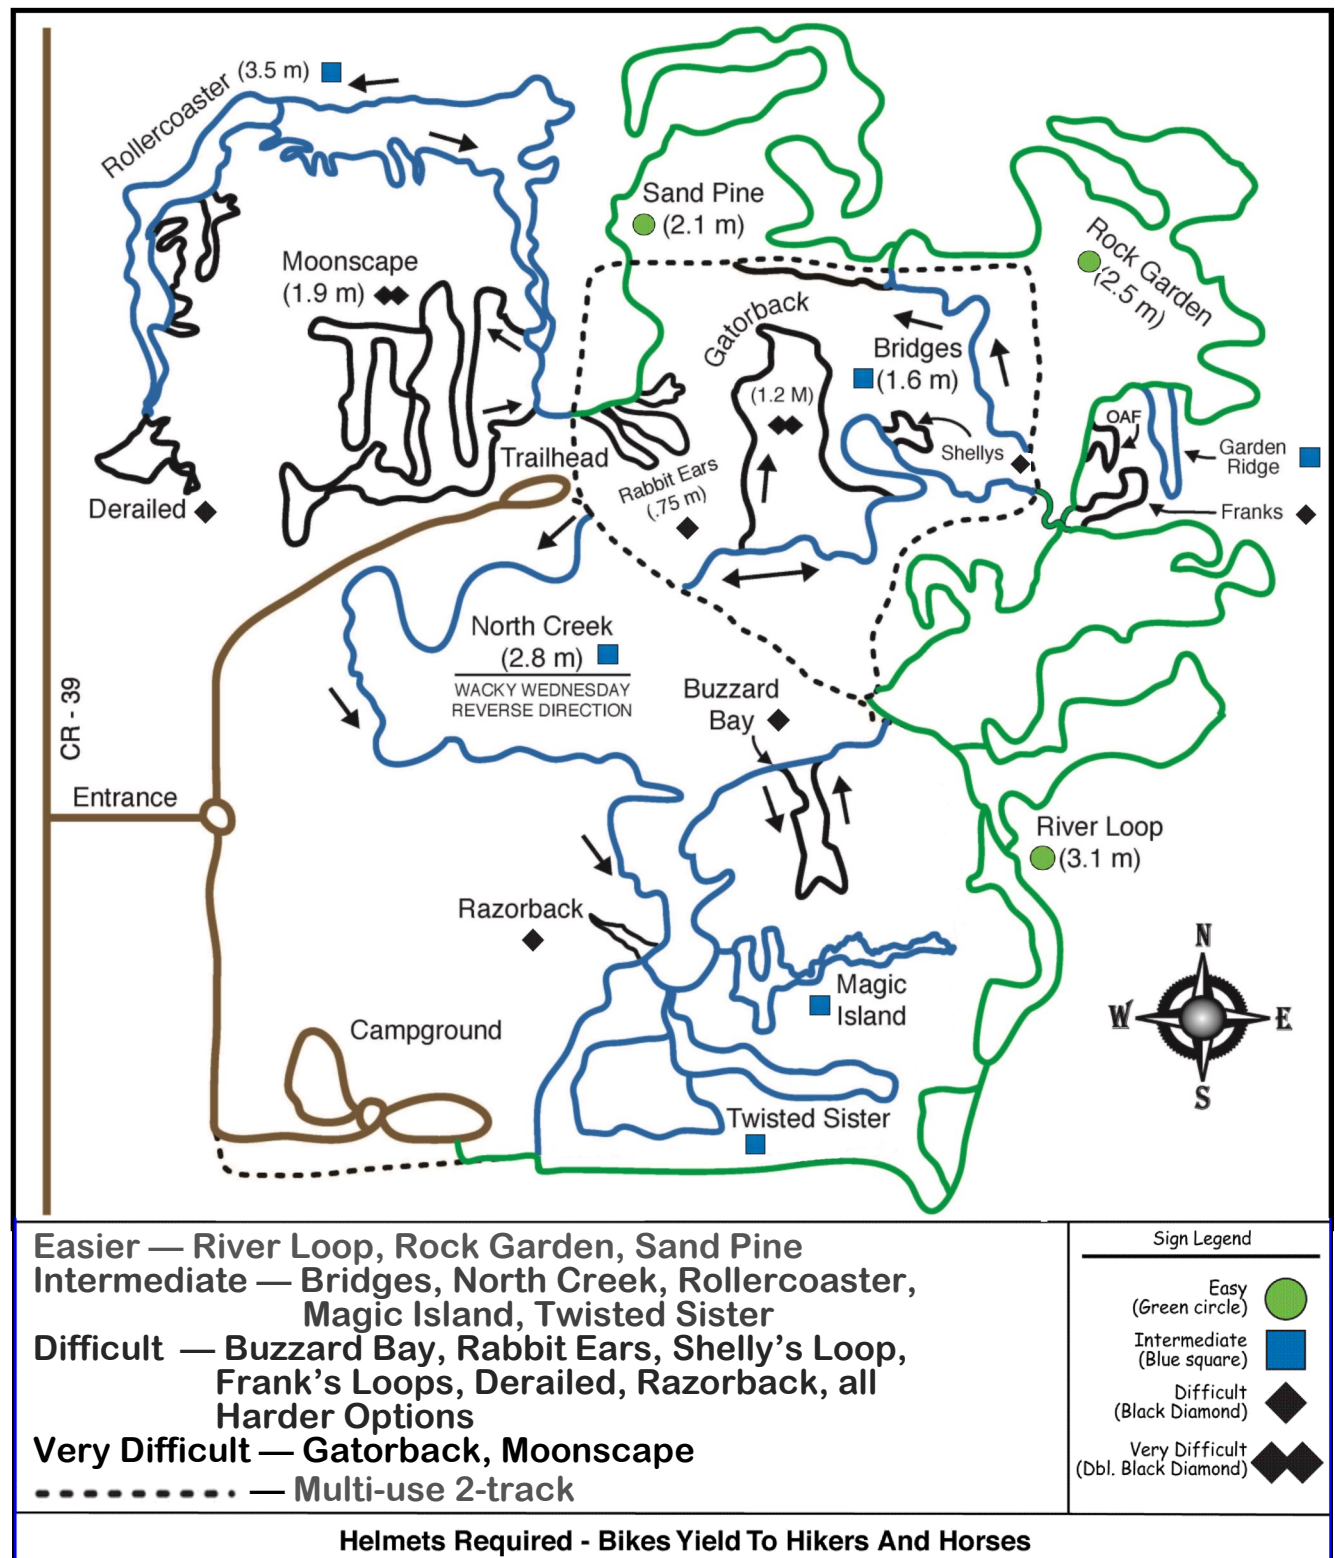 Rollercoaster (3.5 m)
Sand Pine
(2.1 m)
Rock Garden
(2.5 m)
Moonscape
(1.9 m)
Gatorback
(1.2 M)
Bridges
(1.6 m)
Shellys
OAF
Garden
Ridge
Franks
Trailhead
Rabbit Ears
(.75 m)
Derailed
North Creek
(2.8 m)
WACKY WEDNESDAY
REVERSE DIRECTION
Buzzard
Bay
CR - 39
Entrance
River Loop
(3.1 m)
Razorback
Magic
Island
N
W
E
S
Campground
Twisted Sister
Easier — River Loop, Rock Garden, Sand Pine
Intermediate — Bridges, North Creek, Rollercoaster,
Magic Island, Twisted Sister
Difficult — Buzzard Bay, Rabbit Ears, Shelly's Loop,
Frank's Loops, Derailed, Razorback, all
Harder Options
Very Difficult — Gatorback, Moonscape
— Multi-use 2-track
Sign Legend
Easy
(Green circle)
Intermediate
(Blue square)
Difficult
(Black Diamond)
Very Difficult
(Dbl. Black Diamond)
Helmets Required - Bikes Yield To Hikers And Horses